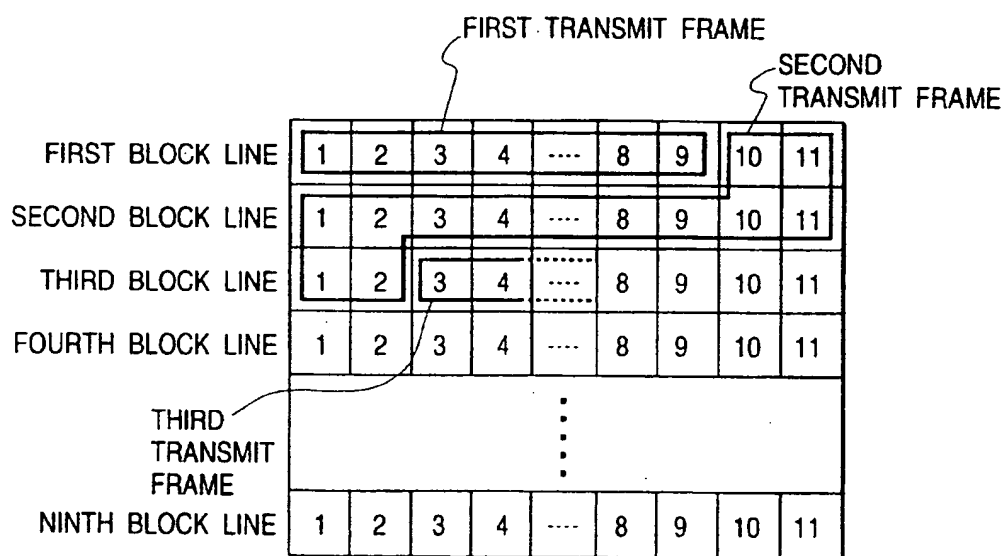 FIRST TRANSMIT FRAME
SECOND
TRANSMIT FRAME
FIRST BLOCK LINE 1 2 3 4 ---- 8 9 10 11
SECOND BLOCK LINE 1 2 3 4 ---- 8 9 10 11
THIRD BLOCK LINE 1 2 3 4 8 9 10 11
FOURTH BLOCK LINE 1 2 3 4 ---- 8 9 10 11
THIRD
TRANSMIT
FRAME
NINTH BLOCK LINE 1 2 3 4 ---- 8 9 10 11